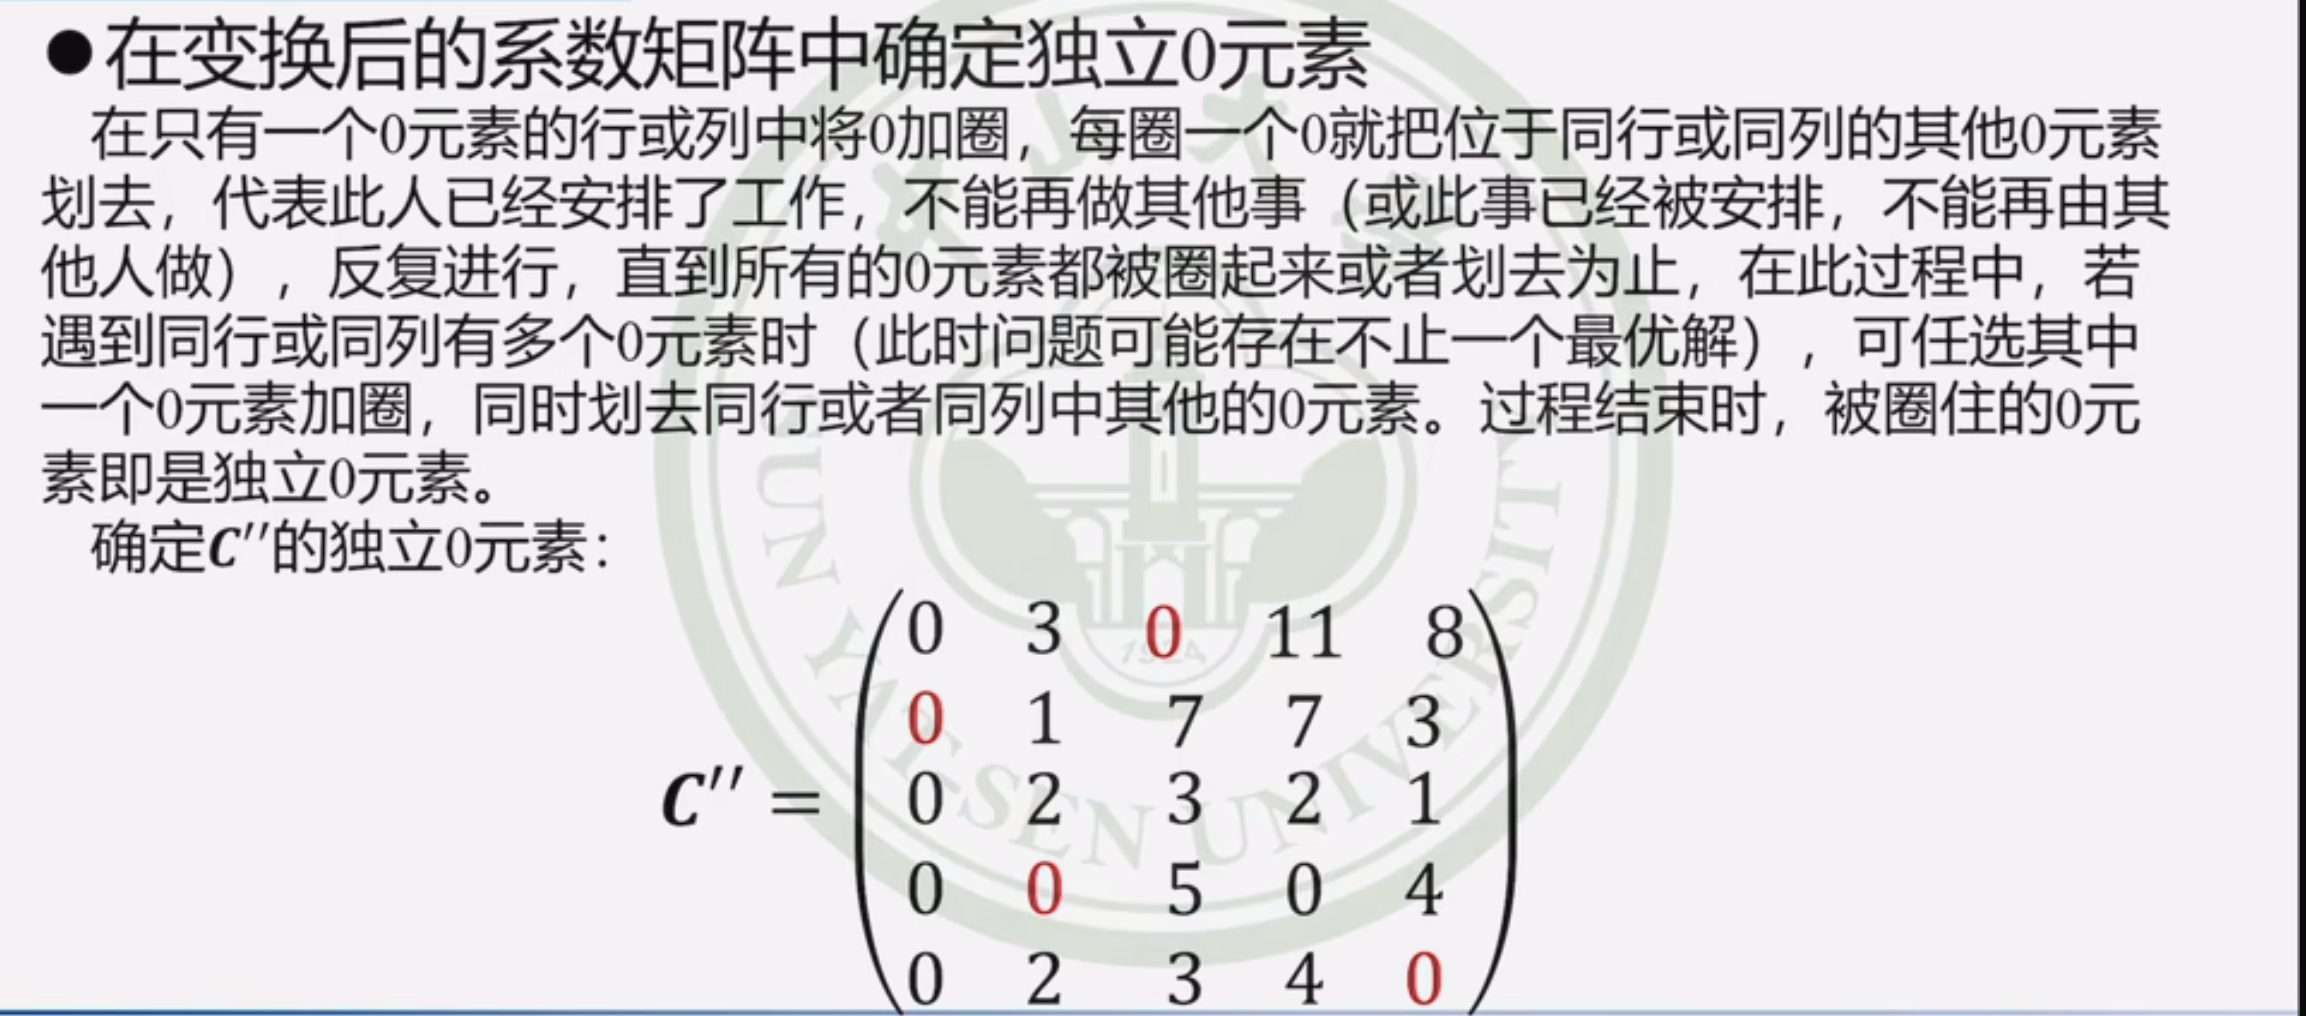 ●在变换后的系数矩阵中确定独立0元素
在只有一个0元素的行或列中将0加圈，每圈一个0就把位于同行或同列的其他0元素
划去，代表此人已经安排了工作，不能再做其他事（或此事已经被安排，不能再由其
他人做），反复进行，直到所有的0元素都被圈起来或者划去为止，在此过程中，若
遇到同行或同列有多个0元素时（此时问题可能存在不止一个最优解），可任选其中
一个0元素加圈，同时划去同行或者同列中其他的0元素。过程结束时，被圈住的0元
素即是独立0元素。
确定C″的独立0元素：
0 3 0 11 8
0 1 7 7 3
C″ = 0 2 3 2 1
0 0 5 0 4
0 2 3 4 0
1924
SUN YAT-SEN UNIVERSIT